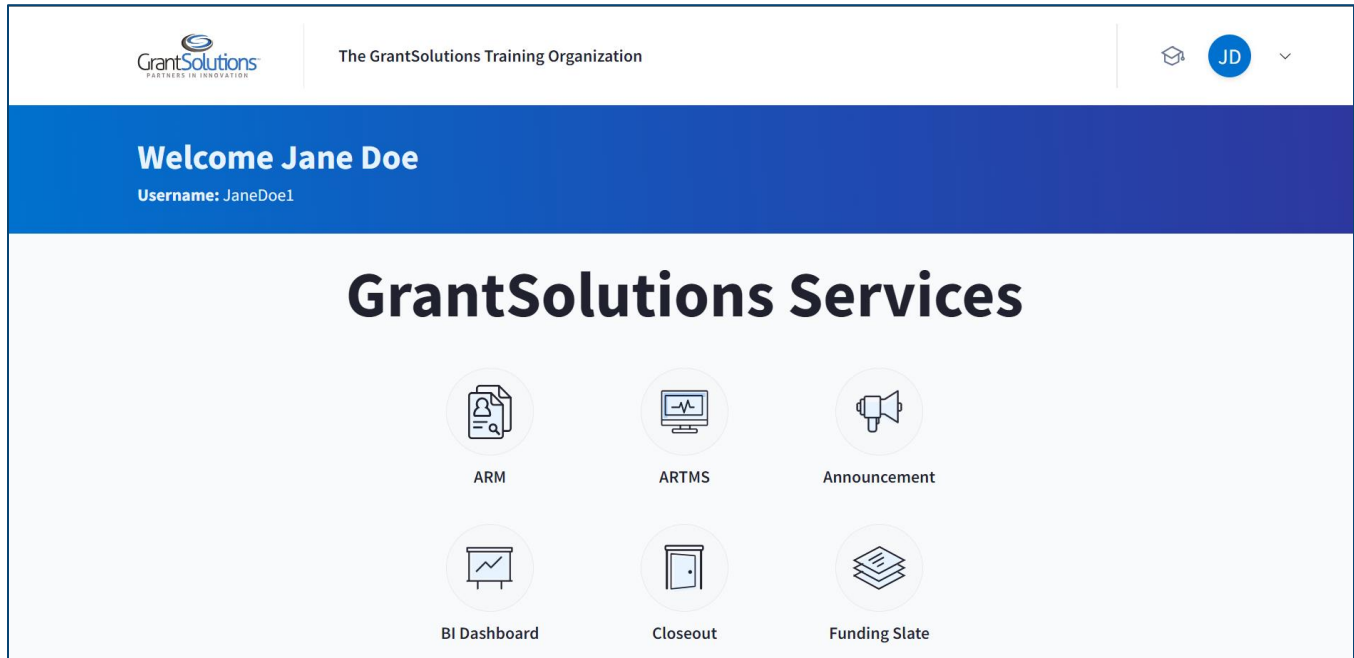 GrantSolutions
PARTNERS IN INNOVATION
The GrantSolutions Training Organization
JD
Welcome Jane Doe
Username: JaneDoe1
GrantSolutions Services
ARM
ARTMS
Announcement
BI Dashboard
Closeout
Funding Slate